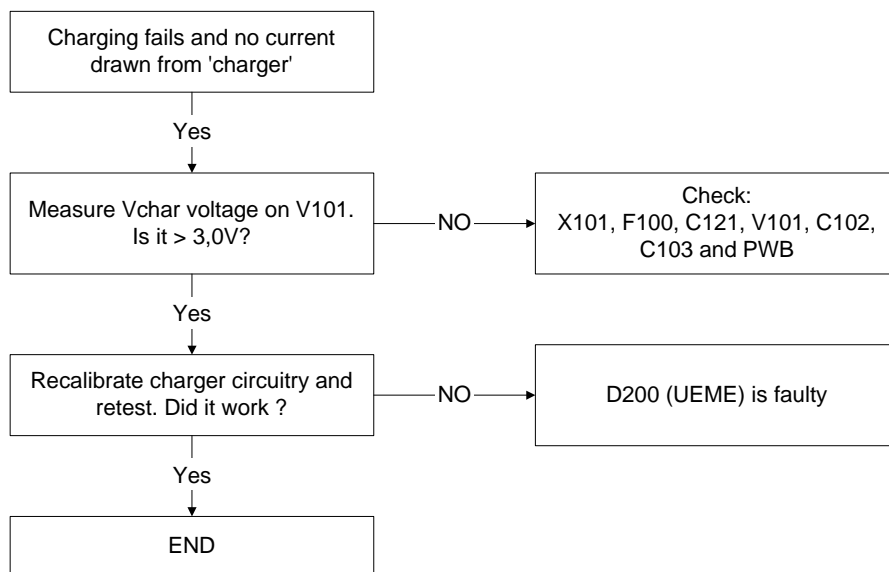 Charging fails and no current
drawn from 'charger'
Yes
Measure Vchar voltage on V101.
Is it > 3,0V?
NO
Check:
X101, F100, C121, V101, C102,
C103 and PWB
Yes
Recalibrate charger circuitry and
retest. Did it work ?
NO
D200 (UEME) is faulty
Yes
END